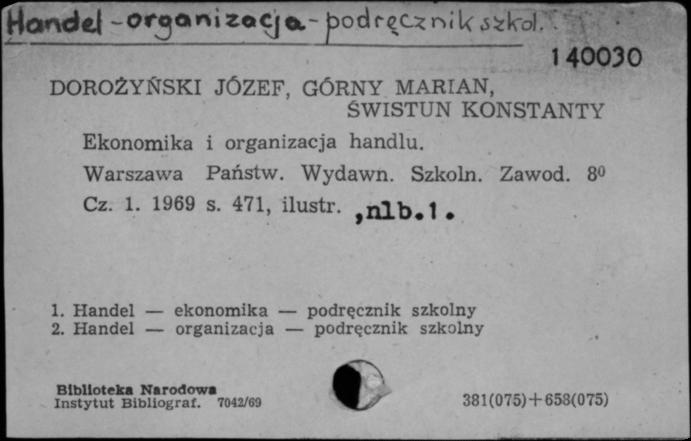 Handel - organizacja - podręcznik szkol.
140030
DOROŻYŃSKI JÓZEF, GÓRNY MARIAN,
ŚWISTUN KONSTANTY
Ekonomika i organizacja handlu.
Warszawa Państw. Wydawn. Szkoln. Zawod. 8⁰
Cz. 1. 1969 s. 471, ilustr. ,nlb.1.
1. Handel — ekonomika — podręcznik szkolny
2. Handel — organizacja — podręcznik szkolny
Biblioteka Narodowa
Instytut Bibliograf. 7042/69
381(075)+658(075)